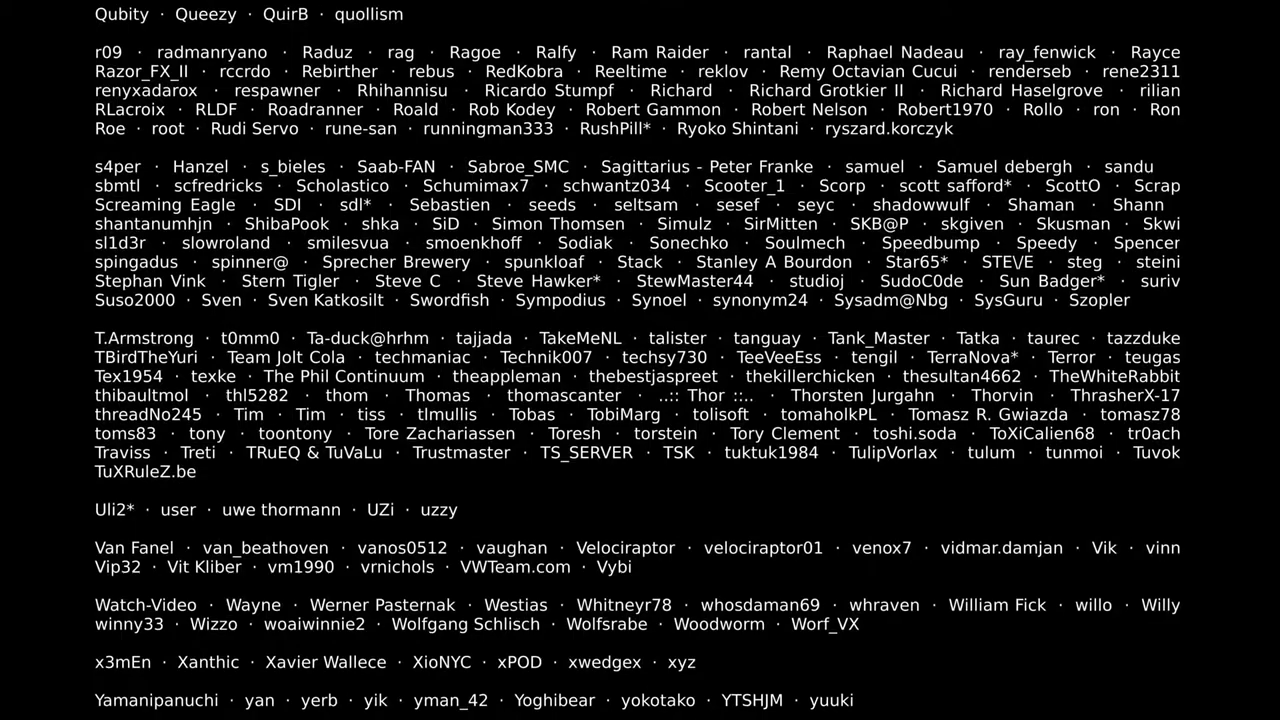 Qubity · Queezy · QuirB · quollism
r09 · radmanryano · Raduz · rag · Ragoe · Ralfy · Ram Raider · rantal · Raphael Nadeau · ray_fenwick · Rayce
Razor_FX_II · rccrdo · Rebirther · rebus · RedKobra · Reeltime · reklov · Remy Octavian Cucui · renderseb · rene2311
renyxadarox · respawner · Rhihannisu · Ricardo Stumpf · Richard · Richard Grotkier II · Richard Haselgrove · rilian
RLacroix · RLDF · Roadranner · Roald · Rob Kodey · Robert Gammon · Robert Nelson · Robert1970 · Rollo · ron · Ron
Roe · root · Rudi Servo · rune-san · runningman333 · RushPill* · Ryoko Shintani · ryszard.korczyk
s4per · Hanzel · s_bieles · Saab-FAN · Sabroe_SMC · Sagittarius - Peter Franke · samuel · Samuel debergh · sandu
sbmtl · scfredricks · Scholastico · Schumimax7 · schwantz034 · Scooter_1 · Scorp · scott safford* · ScottO · Scrap
Screaming Eagle · SDI · sdl* · Sebastien · seeds · seltsam · sesef · seyc · shadowwulf · Shaman · Shann
shantanumhjn · ShibaPook · shka · SiD · Simon Thomsen · Simulz · SirMitten · SKB@P · skgiven · Skusman · Skwi
sl1d3r · slowroland · smilesvua · smoenkhoff · Sodiak · Sonechko · Soulmech · Speedbump · Speedy · Spencer
spingadus · spinner@ · Sprecher Brewery · spunkloaf · Stack · Stanley A Bourdon · Star65* · STE\/E · steg · steini
Stephan Vink · Stern Tigler · Steve C · Steve Hawker* · StewMaster44 · studioj · SudoC0de · Sun Badger* · suriv
Suso2000 · Sven · Sven Katkosilt · Swordfish · Sympodius · Synoel · synonym24 · Sysadm@Nbg · SysGuru · Szopler
T.Armstrong · t0mm0 · Ta-duck@hrhm · tajjada · TakeMeNL · talister · tanguay · Tank_Master · Tatka · taurec · tazzduke
TBirdTheYuri · Team Jolt Cola · techmaniac · Technik007 · techsy730 · TeeVeeEss · tengil · TerraNova* · Terror · teugas
Tex1954 · texke · The Phil Continuum · theappleman · thebestjaspreet · thekillerchicken · thesultan4662 · TheWhiteRabbit
thibaultmol · thl5282 · thom · Thomas · thomascanter · ..:: Thor ::.. · Thorsten Jurgahn · Thorvin · ThrasherX-17
threadNo245 · Tim · Tim · tiss · tlmullis · Tobas · TobiMarg · tolisoft · tomaholkPL · Tomasz R. Gwiazda · tomasz78
toms83 · tony · toontony · Tore Zachariassen · Toresh · torstein · Tory Clement · toshi.soda · ToXiCalien68 · tr0ach
Traviss · Treti · TRuEQ & TuVaLu · Trustmaster · TS_SERVER · TSK · tuktuk1984 · TulipVorlax · tulum · tunmoi · Tuvok
TuXRuleZ.be
Uli2* · user · uwe thormann · UZi · uzzy
Van Fanel · van_beathoven · vanos0512 · vaughan · Velociraptor · velociraptor01 · venox7 · vidmar.damjan · Vik · vinn
Vip32 · Vit Kliber · vm1990 · vrnichols · VWTeam.com · Vybi
Watch-Video · Wayne · Werner Pasternak · Westias · Whitneyr78 · whosdaman69 · whraven · William Fick · willo · Willy
winny33 · Wizzo · woaiwinnie2 · Wolfgang Schlisch · Wolfsrabe · Woodworm · Worf_VX
x3mEn · Xanthic · Xavier Wallece · XioNYC · xPOD · xwedgex · xyz
Yamanipanuchi · yan · yerb · yik · yman_42 · Yoghibear · yokotako · YTSHJM · yuuki